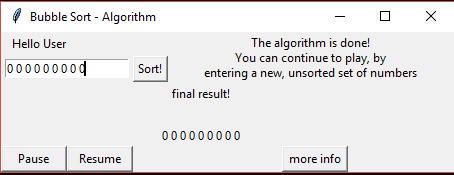 Bubble Sort - Algorithm
Hello User
The algorithm is done!
You can continue to play, by
entering a new, unsorted set of numbers
0 0 0 0 0 0 0 0 0
Sort!
final result!
0 0 0 0 0 0 0 0 0
Pause
Resume
more info